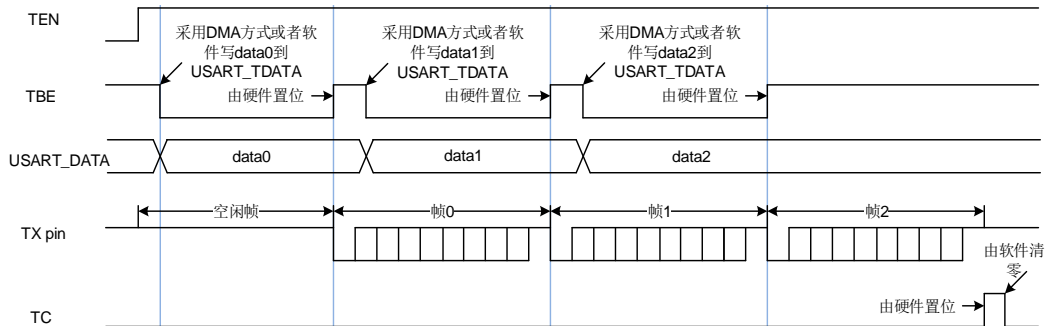 TEN
采用DMA方式或者软
件写data0到
USART_TDATA
采用DMA方式或者软
件写data1到
USART_TDATA
采用DMA方式或者软
件写data2到
USART_TDATA
TBE
由硬件置位
由硬件置位
由硬件置位
USART_DATA
data0
data1
data2
空闲帧
帧0
帧1
帧2
TX pin
由软件清
零
由硬件置位
TC